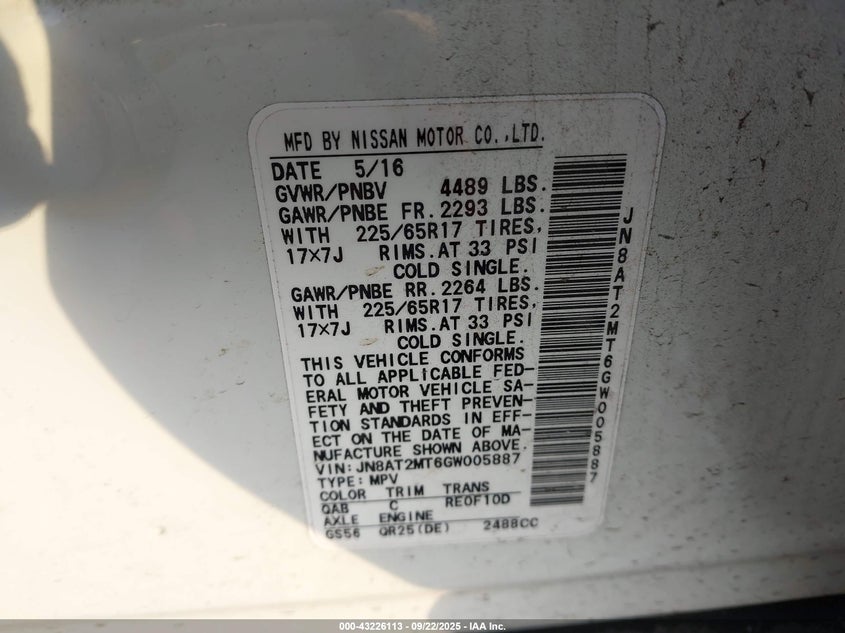 MFD BY NISSAN MOTOR CO.,LTD.
DATE 5/16
GVWR/PNBV 4489 LBS.
GAWR/PNBE FR. 2293 LBS.
WITH 225/65R17 TIRES,
17×7J RIMS.AT 33 PSI
COLD SINGLE.
GAWR/PNBE RR. 2264 LBS.
WITH 225/65R17 TIRES,
17×7J RIMS.AT 33 PSI
COLD SINGLE.
THIS VEHICLE CONFORMS
TO ALL APPLICABLE FED-
ERAL MOTOR VEHICLE SA-
FETY AND THEFT PREVEN-
TION STANDARDS IN EFF-
ECT ON THE DATE OF MA-
NUFACTURE SHOWN ABOVE.
VIN:JN8AT2MT6GW005887
TYPE:MPV
COLOR TRIM TRANS
QAB C RE0F10D
AXLE ENGINE
GS56 QR25(DE) 2488CC
JN8AT2MT6GW005887
000-43226113 - 09/22/2025 - IAA Inc.